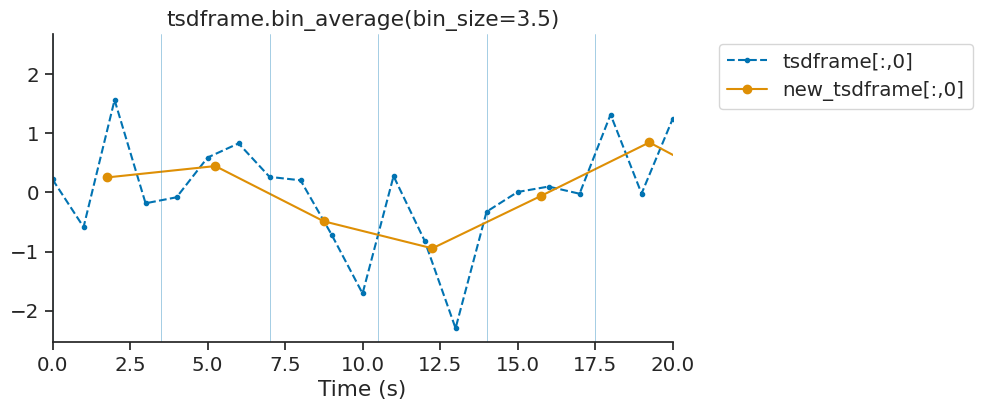 tsdframe.bin_average(bin_size=3.5)
tsdframe[:,0]
new_tsdframe[:,0]
2
1
0
−1
−2
0.0 2.5 5.0 7.5 10.0 12.5 15.0 17.5 20.0
Time (s)